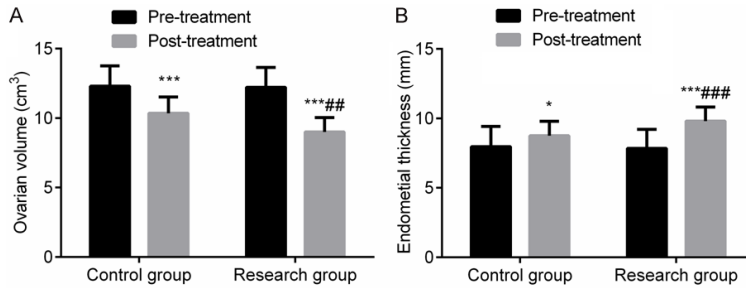 A
Pre-treatment
Post-treatment
Ovarian volume (cm³)
15
10
5
0
***
***##
Control group
Research group
B
Pre-treatment
Post-treatment
Endometial thickness (mm)
15
10
5
0
*
***###
Control group
Research group